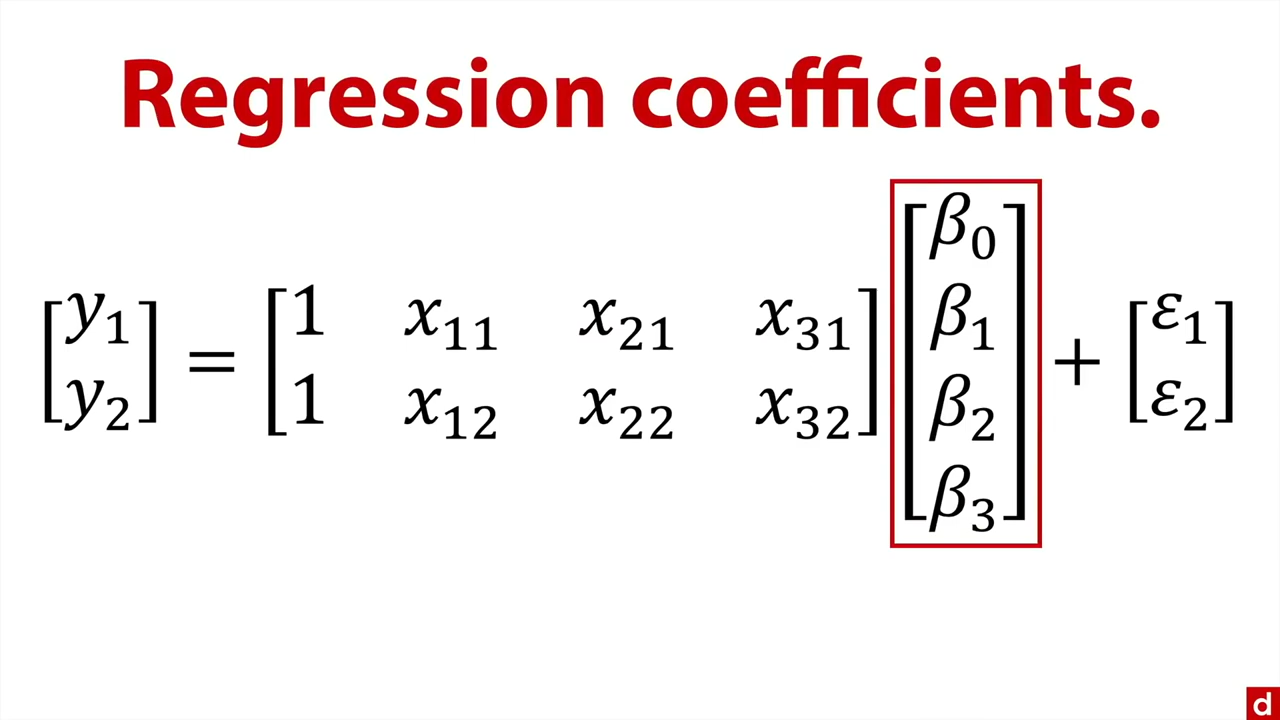 Regression coefficients.
[y₁ y₂] = [1 x₁₁ x₂₁ x₃₁
1 x₁₂ x₂₂ x₃₂] [β₀ β₁ β₂ β₃] + [ε₁ ε₂]
d